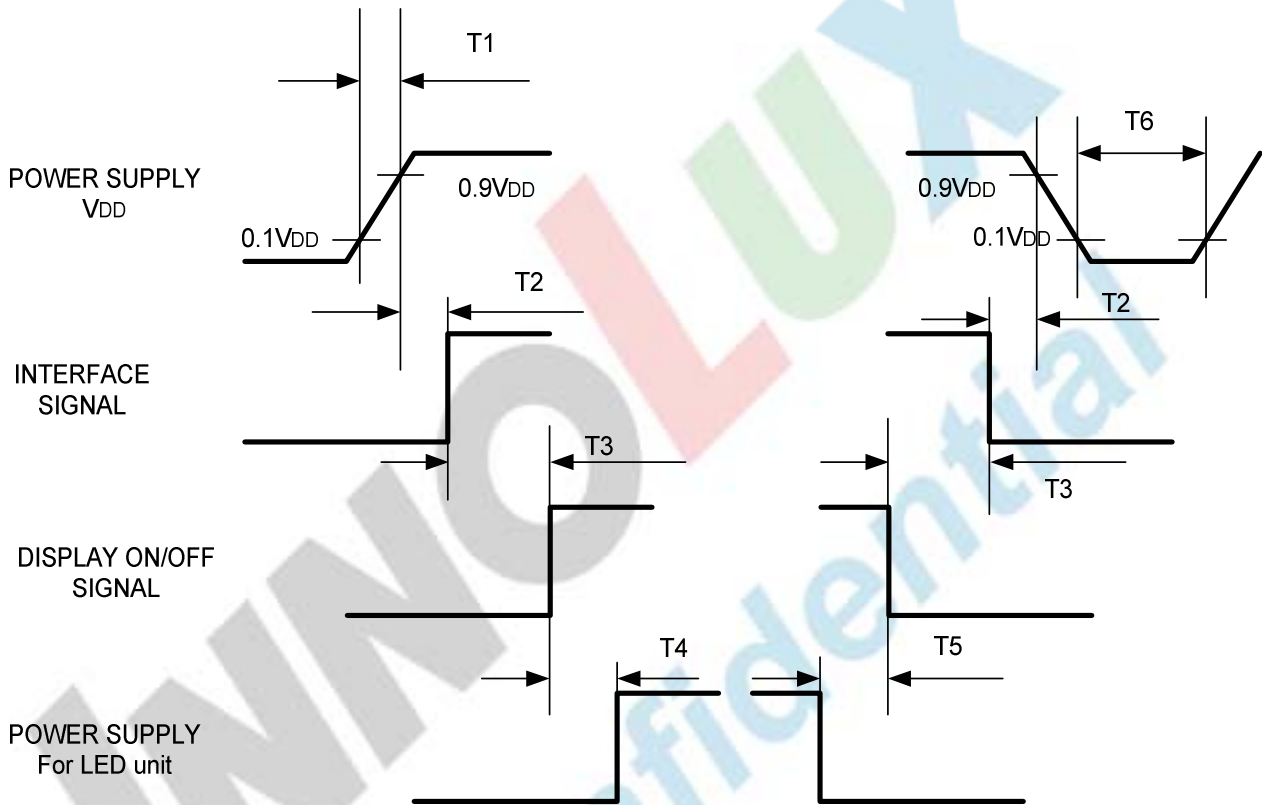 T1
T6
POWER SUPPLY
VDD
0.9VDD
0.9VDD
0.1VDD
0.1VDD
T2
T2
INTERFACE
SIGNAL
T3
T3
DISPLAY ON/OFF
SIGNAL
T4
T5
POWER SUPPLY
For LED unit
INNOLUX
Confidential